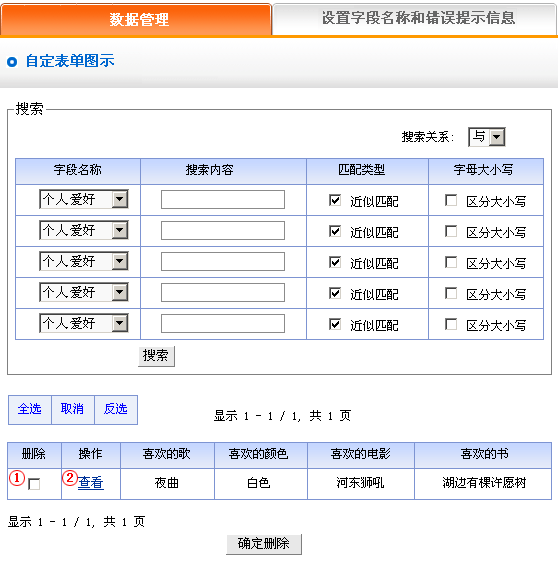 数据管理 设置字段名称和错误提示信息
自定表单图示
搜索
搜索关系: 与
字段名称 搜索内容 匹配类型 字母大小写
个人爱好 近似匹配 区分大小写
个人爱好 近似匹配 区分大小写
个人爱好 近似匹配 区分大小写
个人爱好 近似匹配 区分大小写
个人爱好 近似匹配 区分大小写
搜索
全选 取消 反选
显示 1 - 1 / 1, 共 1 页
删除 操作 喜欢的歌 喜欢的颜色 喜欢的电影 喜欢的书
① ②查看 夜曲 白色 河东狮吼 湖边有棵许愿树
显示 1 - 1 / 1, 共 1 页
确定删除